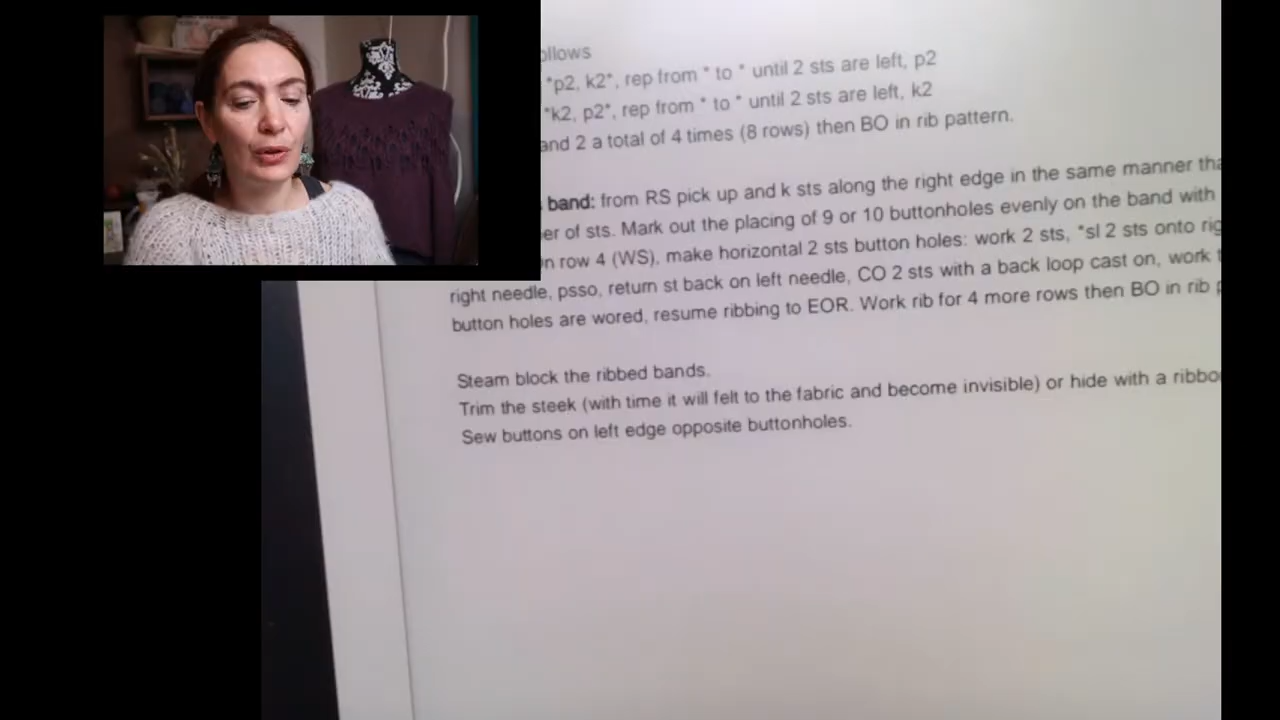 ollows
*p2, k2*, rep from * to * until 2 sts are left, p2
*k2, p2*, rep from * to * until 2 sts are left, k2
and 2 a total of 4 times (8 rows) then BO in rib pattern.
band: from RS pick up and k sts along the right edge in the same manner tha
er of sts. Mark out the placing of 9 or 10 buttonholes evenly on the band with
n row 4 (WS), make horizontal 2 sts button holes: work 2 sts, *sl 2 sts onto rig
right needle, psso, return st back on left needle, CO 2 sts with a back loop cast on, work
button holes are wored, resume ribbing to EOR. Work rib for 4 more rows then BO in rib p
Steam block the ribbed bands.
Trim the steek (with time it will felt to the fabric and become invisible) or hide with a ribbo
Sew buttons on left edge opposite buttonholes.